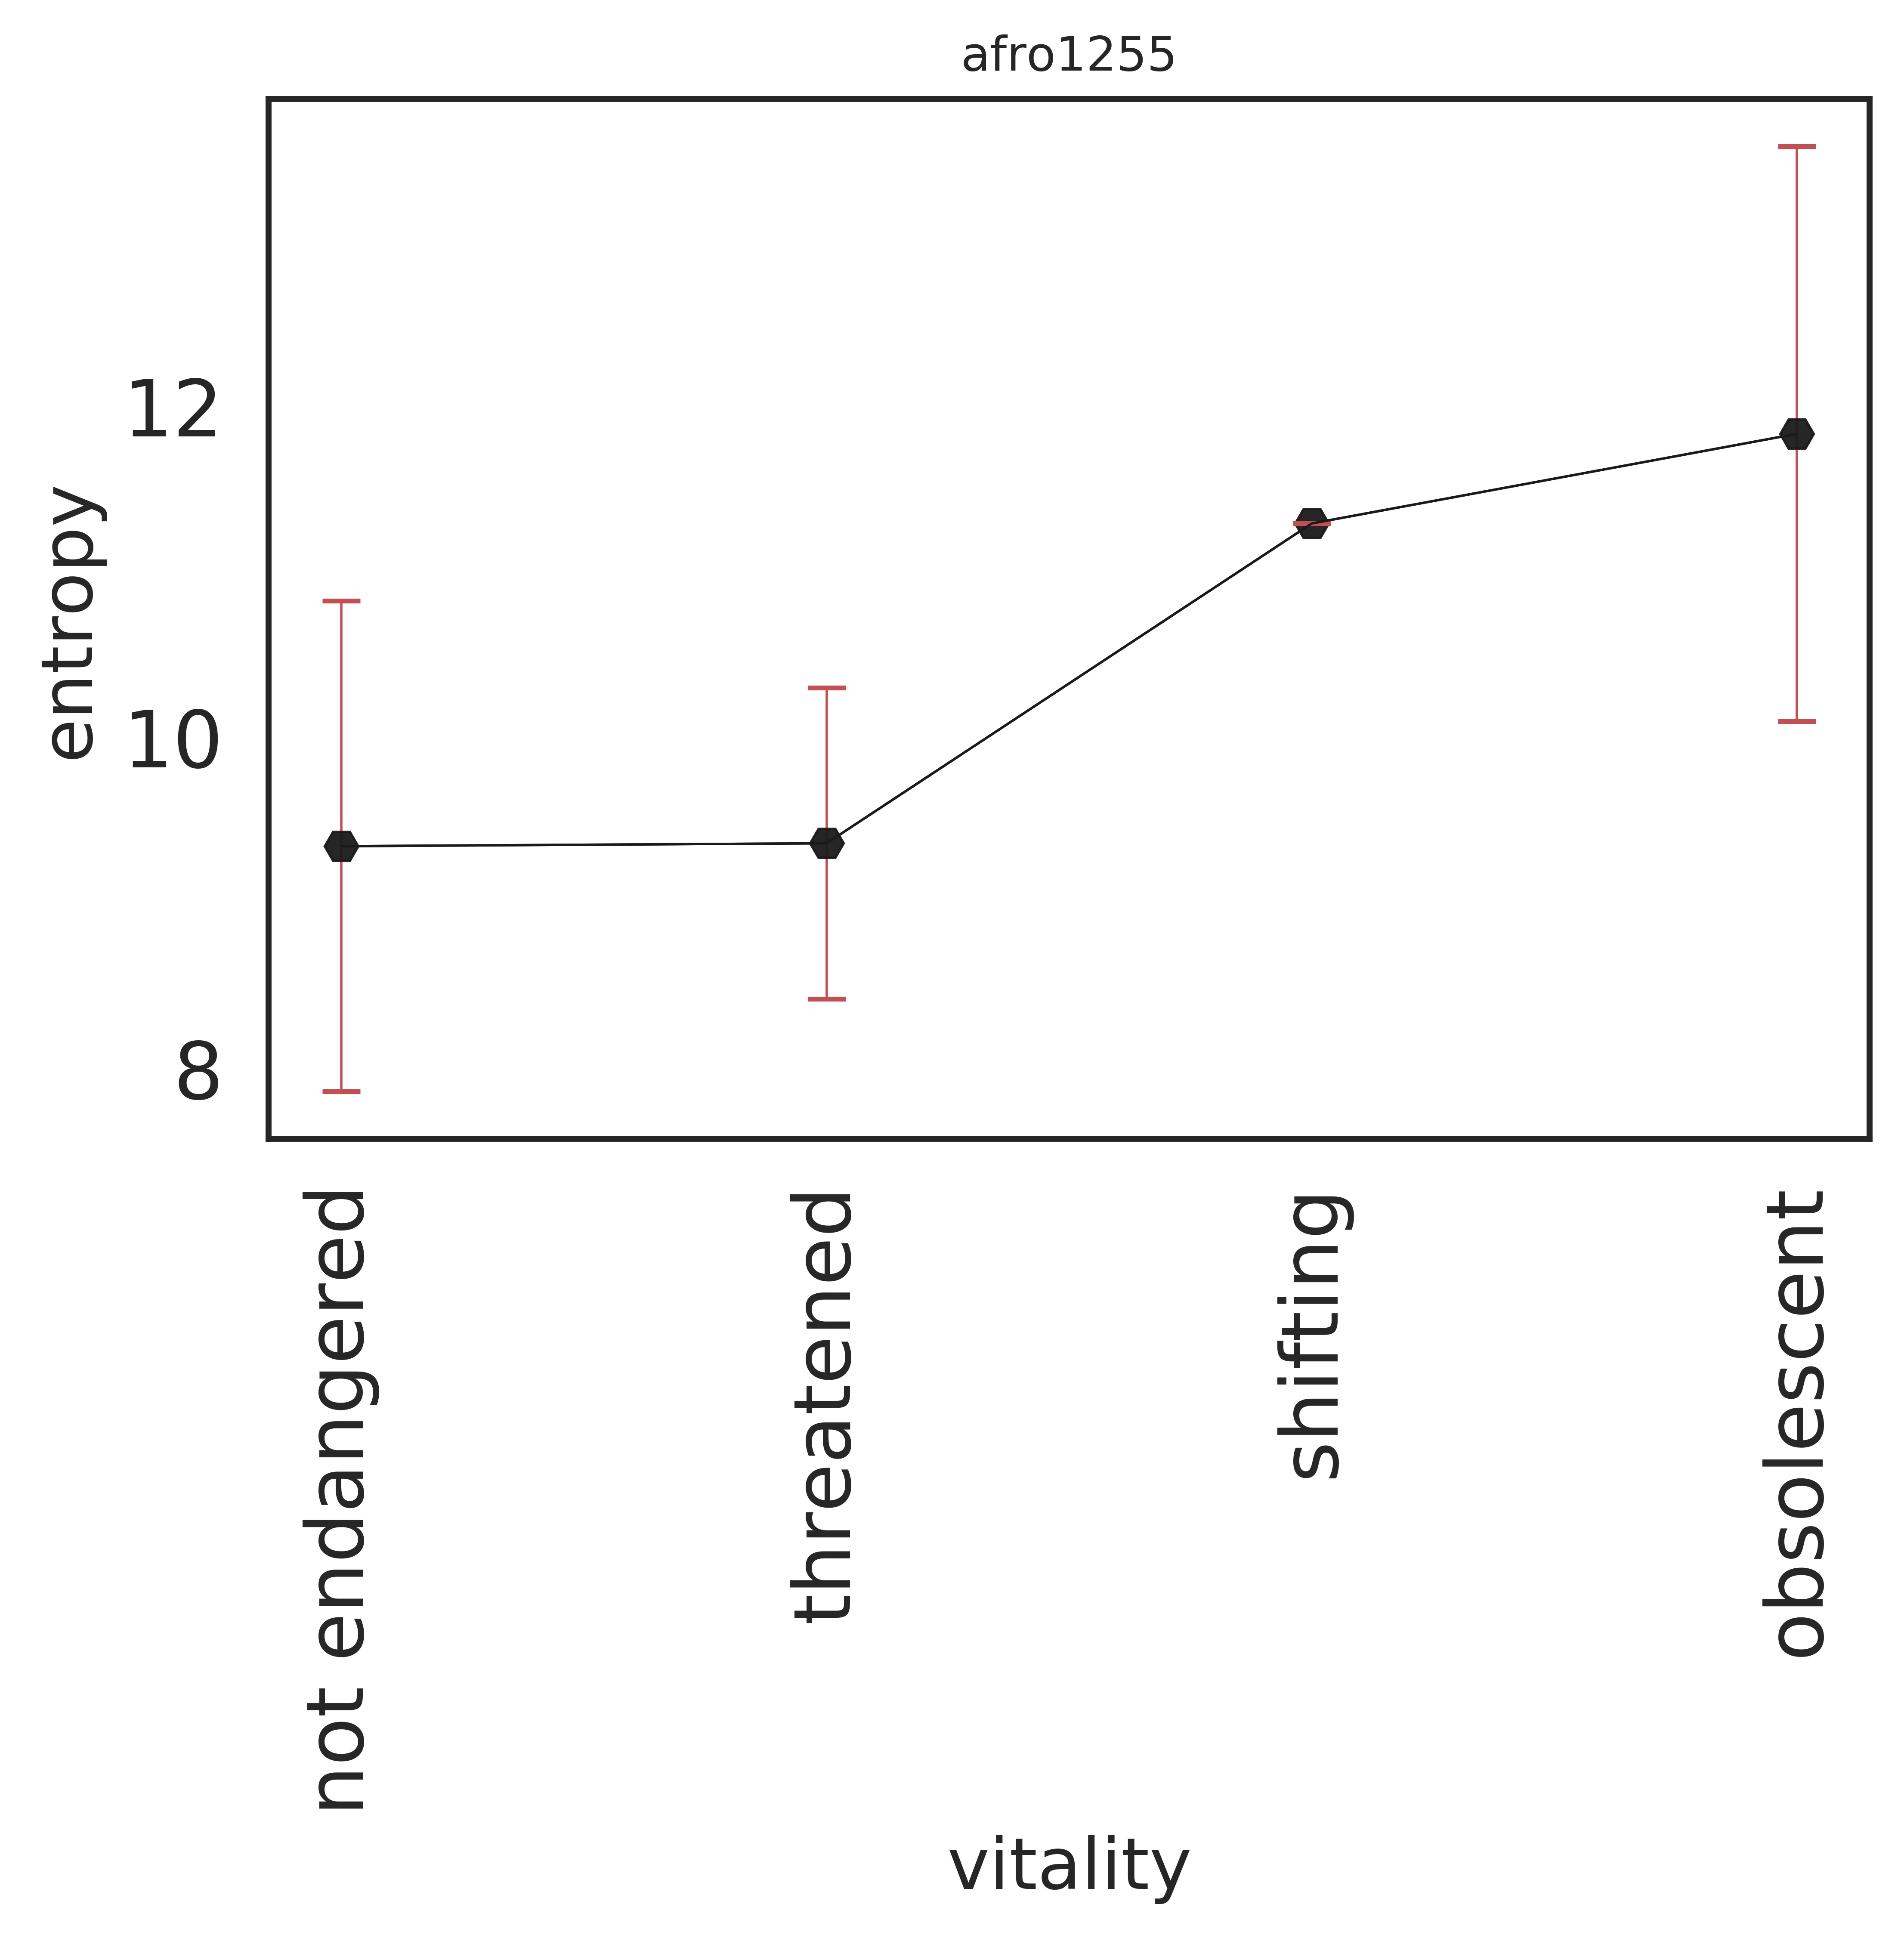 afro1255
entropy
12
10
8
not endangered
threatened
shifting
obsolescent
vitality